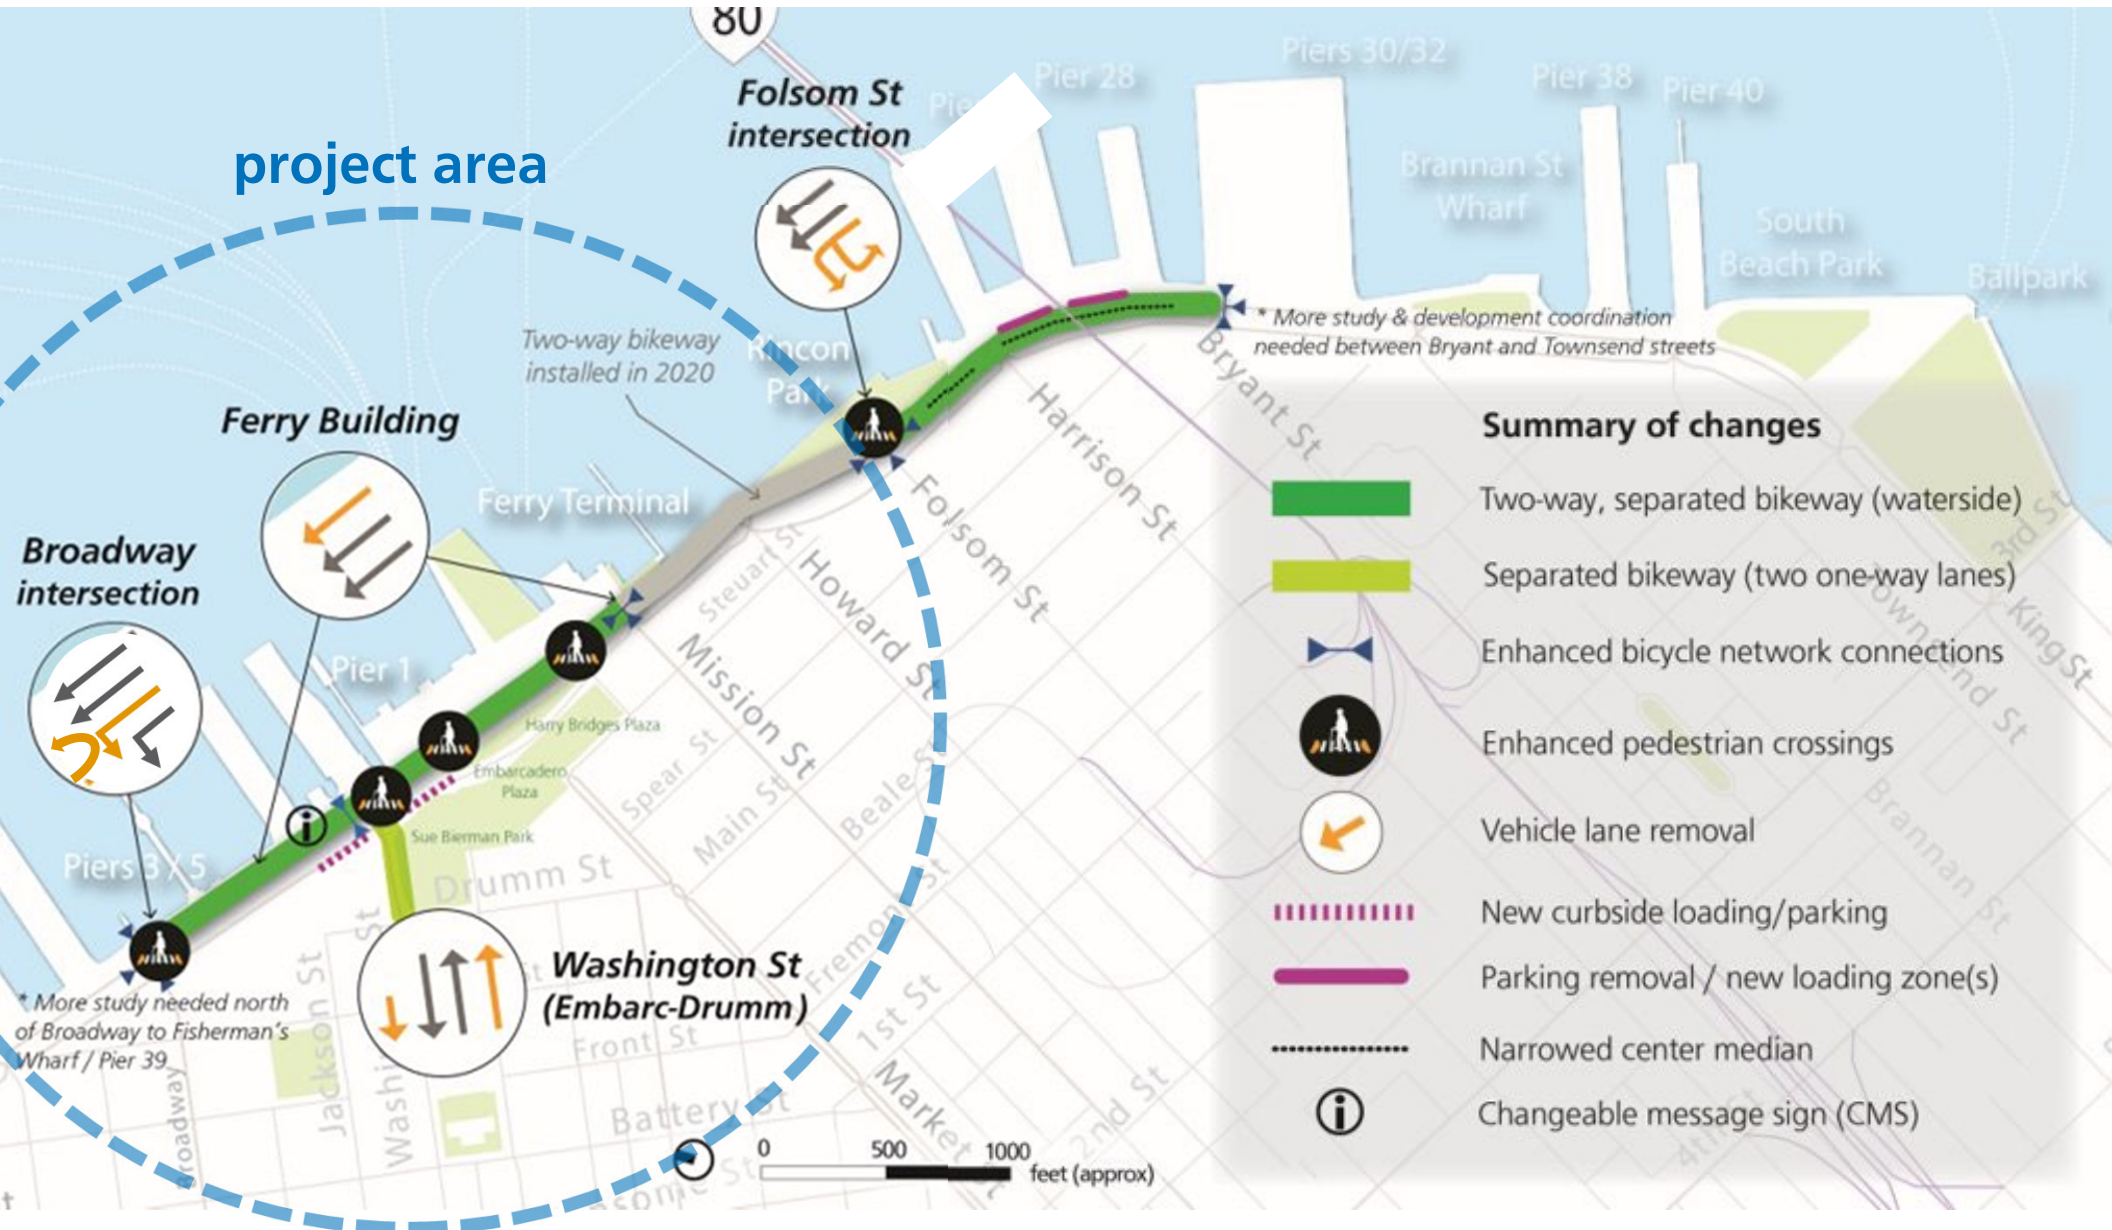 80
Folsom St
intersection
Pier 28
Piers 30/32
Pier 38
Pier 40
project area
Brannan St
Wharf
South
Beach Park
Ballpark
Two-way bikeway
installed in 2020
Rincon
Park
* More study & development coordination
needed between Bryant and Townsend streets
Ferry Building
Ferry Terminal
Broadway
intersection
Pier 1
Piers 3 / 5
Harry Bridges Plaza
Embarcadero
Plaza
Sue Bierman Park
Washington St
(Embarc-Drumm)
* More study needed north
of Broadway to Fisherman's
Wharf / Pier 39
Bryant St
Harrison St
Folsom St
Howard St
Steuart St
Mission St
Spear St
Main St
Beale St
Fremont St
1st St
2nd St
Market St
Drumm St
Front St
Battery St
Jackson St
Broadway
3rd St
King St
Townsend St
Brannan St
4th St
0 500 1000
feet (approx)
Summary of changes
Two-way, separated bikeway (waterside)
Separated bikeway (two one-way lanes)
Enhanced bicycle network connections
Enhanced pedestrian crossings
Vehicle lane removal
New curbside loading/parking
Parking removal / new loading zone(s)
Narrowed center median
Changeable message sign (CMS)